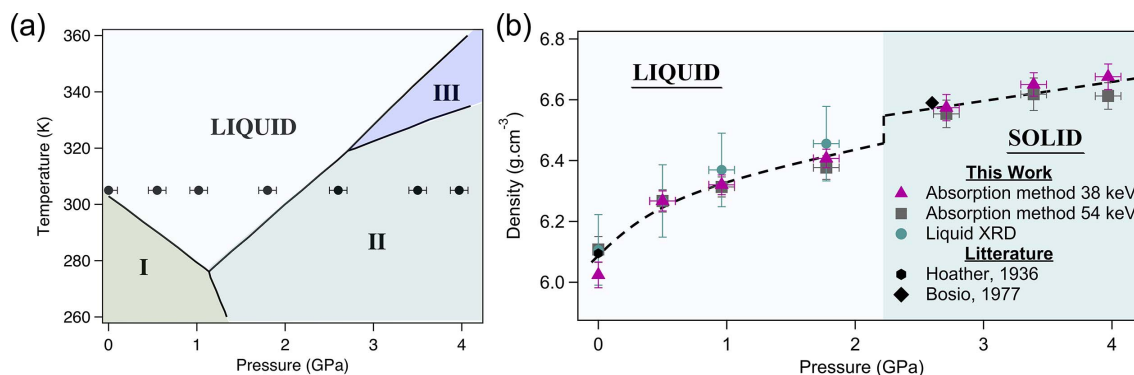 (a)
360
340
320
300
280
260
Temperature (K)
LIQUID
III
II
I
0
1
2
3
4
Pressure (GPa)
(b)
6.8
6.6
6.4
6.2
6.0
Density (g.cm-3)
LIQUID
SOLID
This Work
Absorption method 38 keV
Absorption method 54 keV
Liquid XRD
Litterature
Hoather, 1936
Bosio, 1977
0
1
2
3
4
Pressure (GPa)